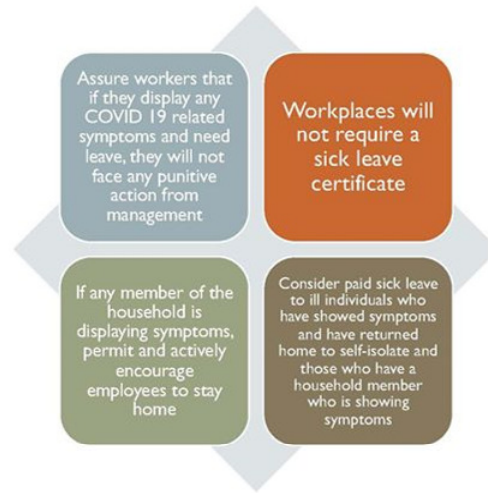 Assure workers that
if they display any
COVID 19 related
symptoms and need
leave, they will not
face any punitive
action from
management
Workplaces will
not require a
sick leave
certificate
If any member of the
household is
displaying symptoms,
permit and actively
encourage
employees to stay
home
Consider paid sick leave
to ill individuals who
have showed symptoms
and have returned
home to self-isolate and
those who have a
household member
who is showing
symptoms